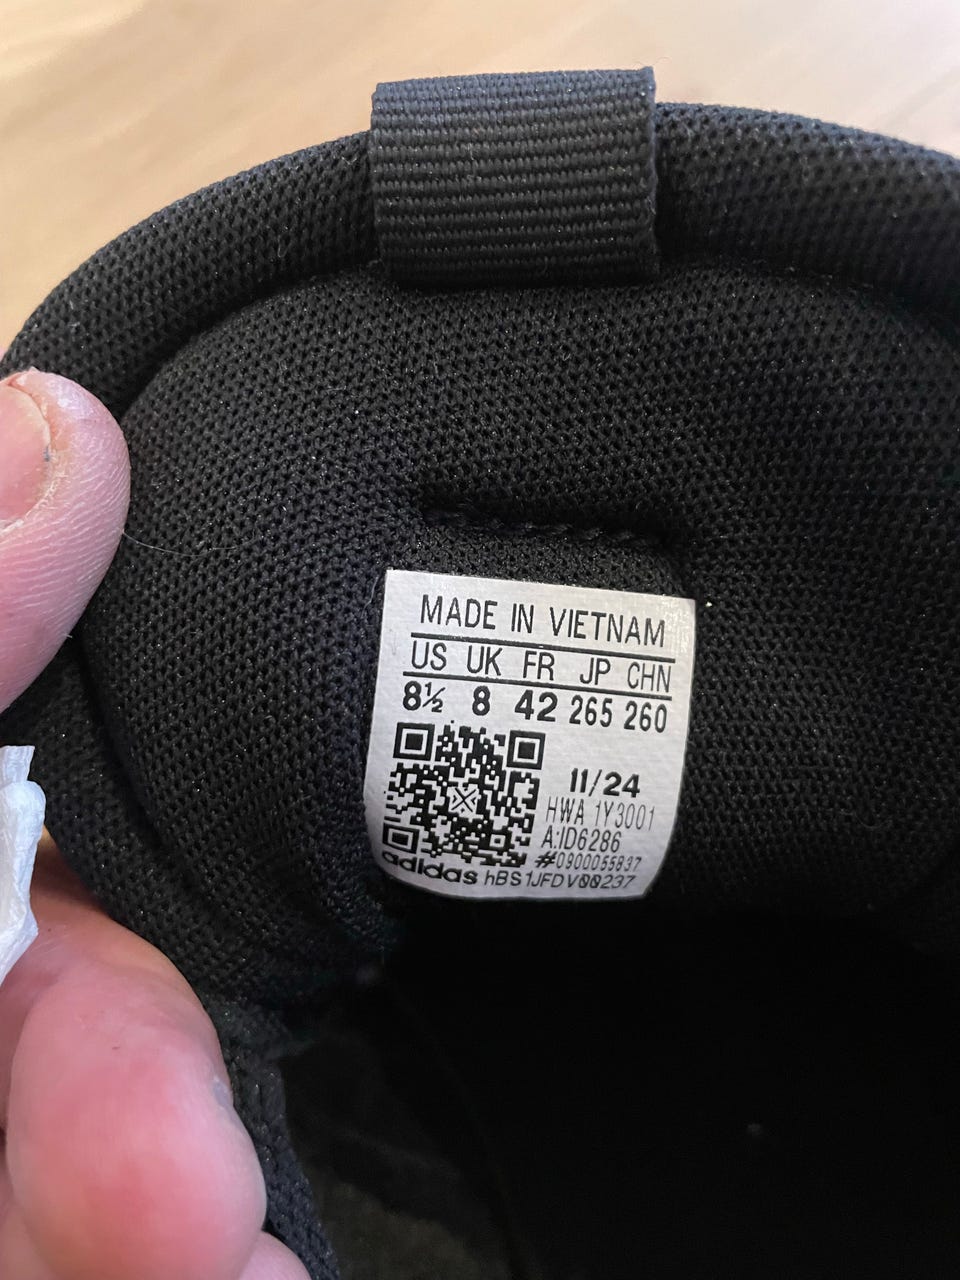 MADE IN VIETNAM
US UK FR JP CHN
8½ 8 42 265 260
11/24
HWA 1Y3001
A:ID6286
#0900055837
adidas hBS1JFDV00237